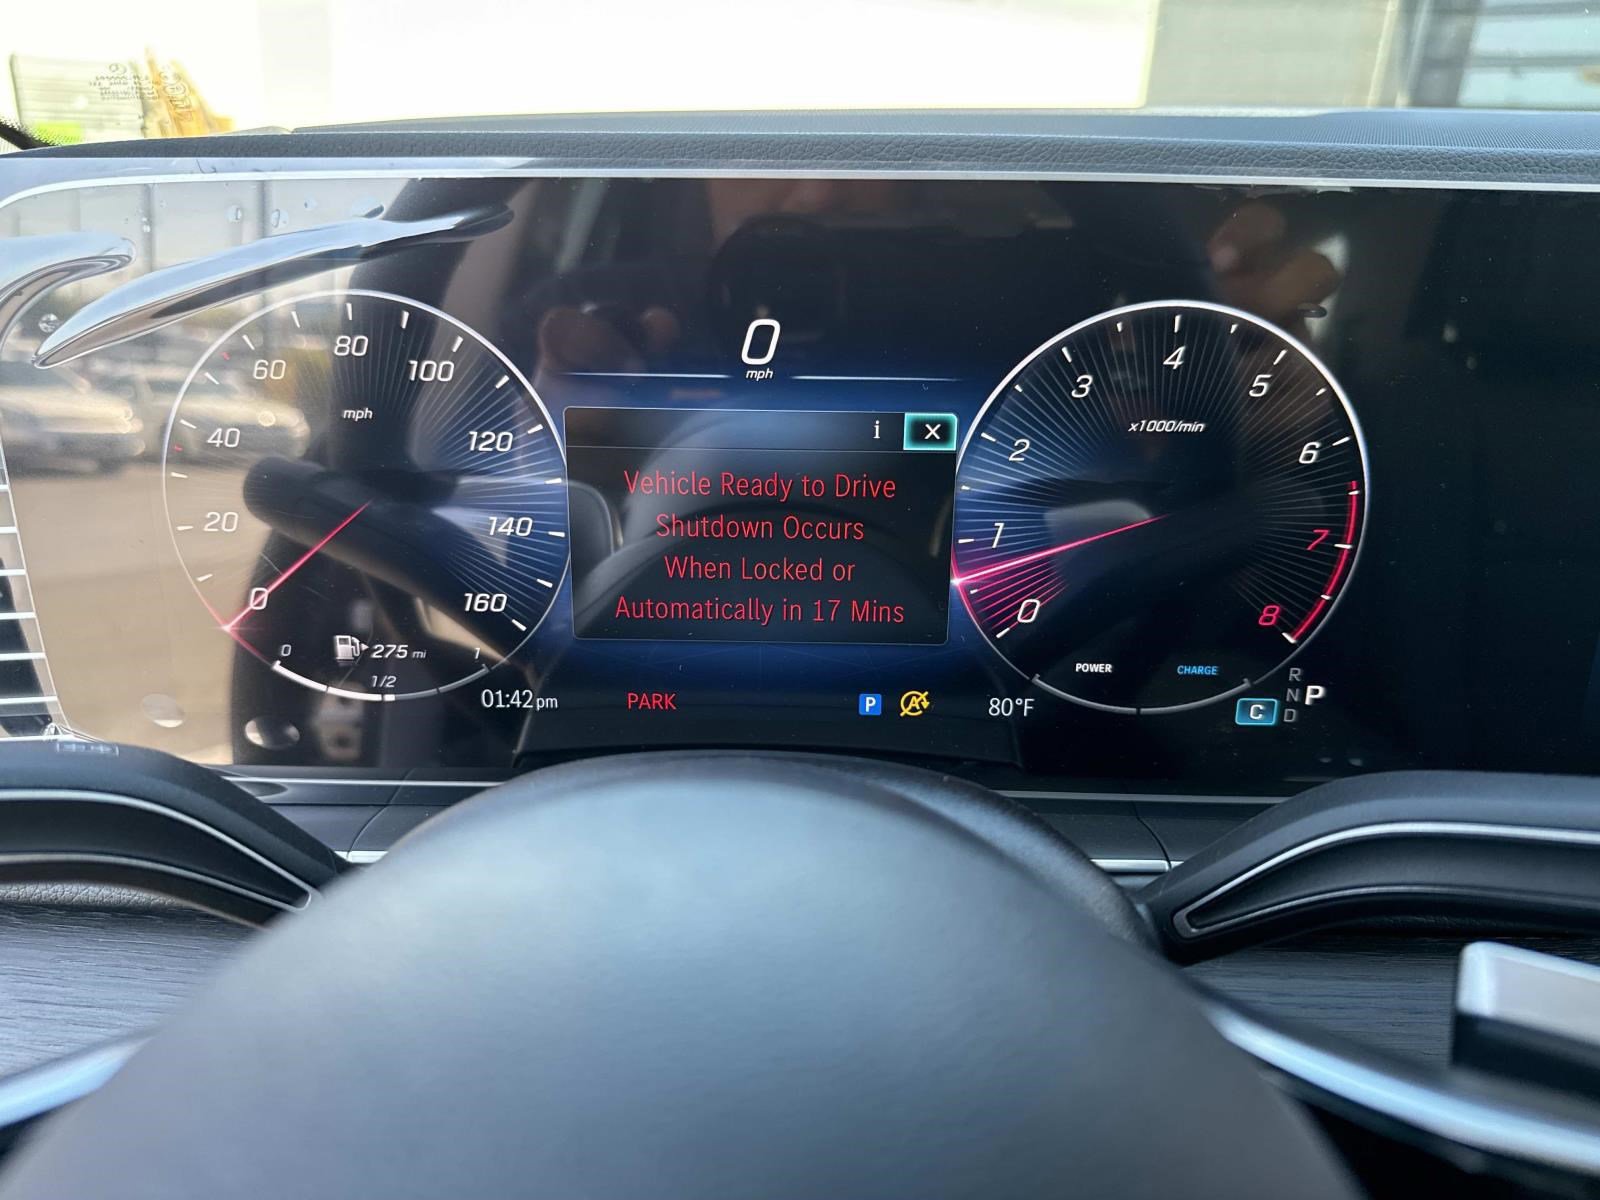 0
mph
60
80
100
mph
40
120
20
140
0
160
0
275 mi
1
1/2
i X
Vehicle Ready to Drive
Shutdown Occurs
When Locked or
Automatically in 17 Mins
4
3
5
x1000/min
2
6
1
7
0
8
POWER
CHARGE
01:42 pm
PARK
P
A
80°F
C
R
N
D
P